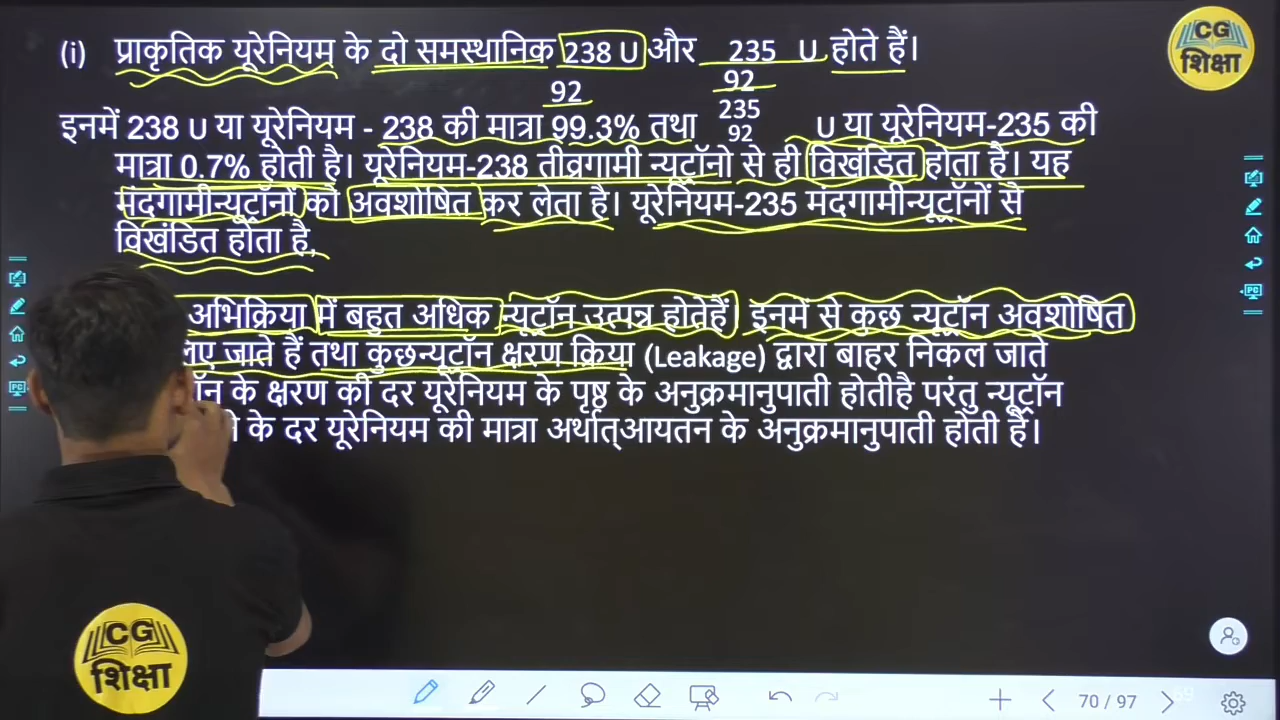 (i) प्राकृतिक यूरेनियम के दो समस्थानिक 238 U और 235 U होते हैं।
92 92
इनमें 238 U या यूरेनियम - 238 की मात्रा 99.3% तथा 235 92 U या यूरेनियम-235 की
मात्रा 0.7% होती है। यूरेनियम-238 तीव्रगामी न्यूट्रॉनो से ही विखंडित होता है। यह
मंदगामीन्यूट्रॉनों को अवशोषित कर लेता है। यूरेनियम-235 मंदगामीन्यूट्रॉनों से
विखंडित होता है,
अभिक्रिया में बहुत अधिक न्यूट्रॉन उत्पन्न होतेहैं। इनमें से कुछ न्यूट्रॉन अवशोषित
जाते हैं तथा कुछन्यूट्रॉन क्षरण क्रिया (Leakage) द्वारा बाहर निकल जाते
के क्षरण की दर यूरेनियम के पृष्ठ के अनुक्रमानुपाती होतीहै परंतु न्यूट्रॉन
के दर यूरेनियम की मात्रा अर्थात्आयतन के अनुक्रमानुपाती होती हैं।
CG
शिक्षा
CG
शिक्षा
70 / 97